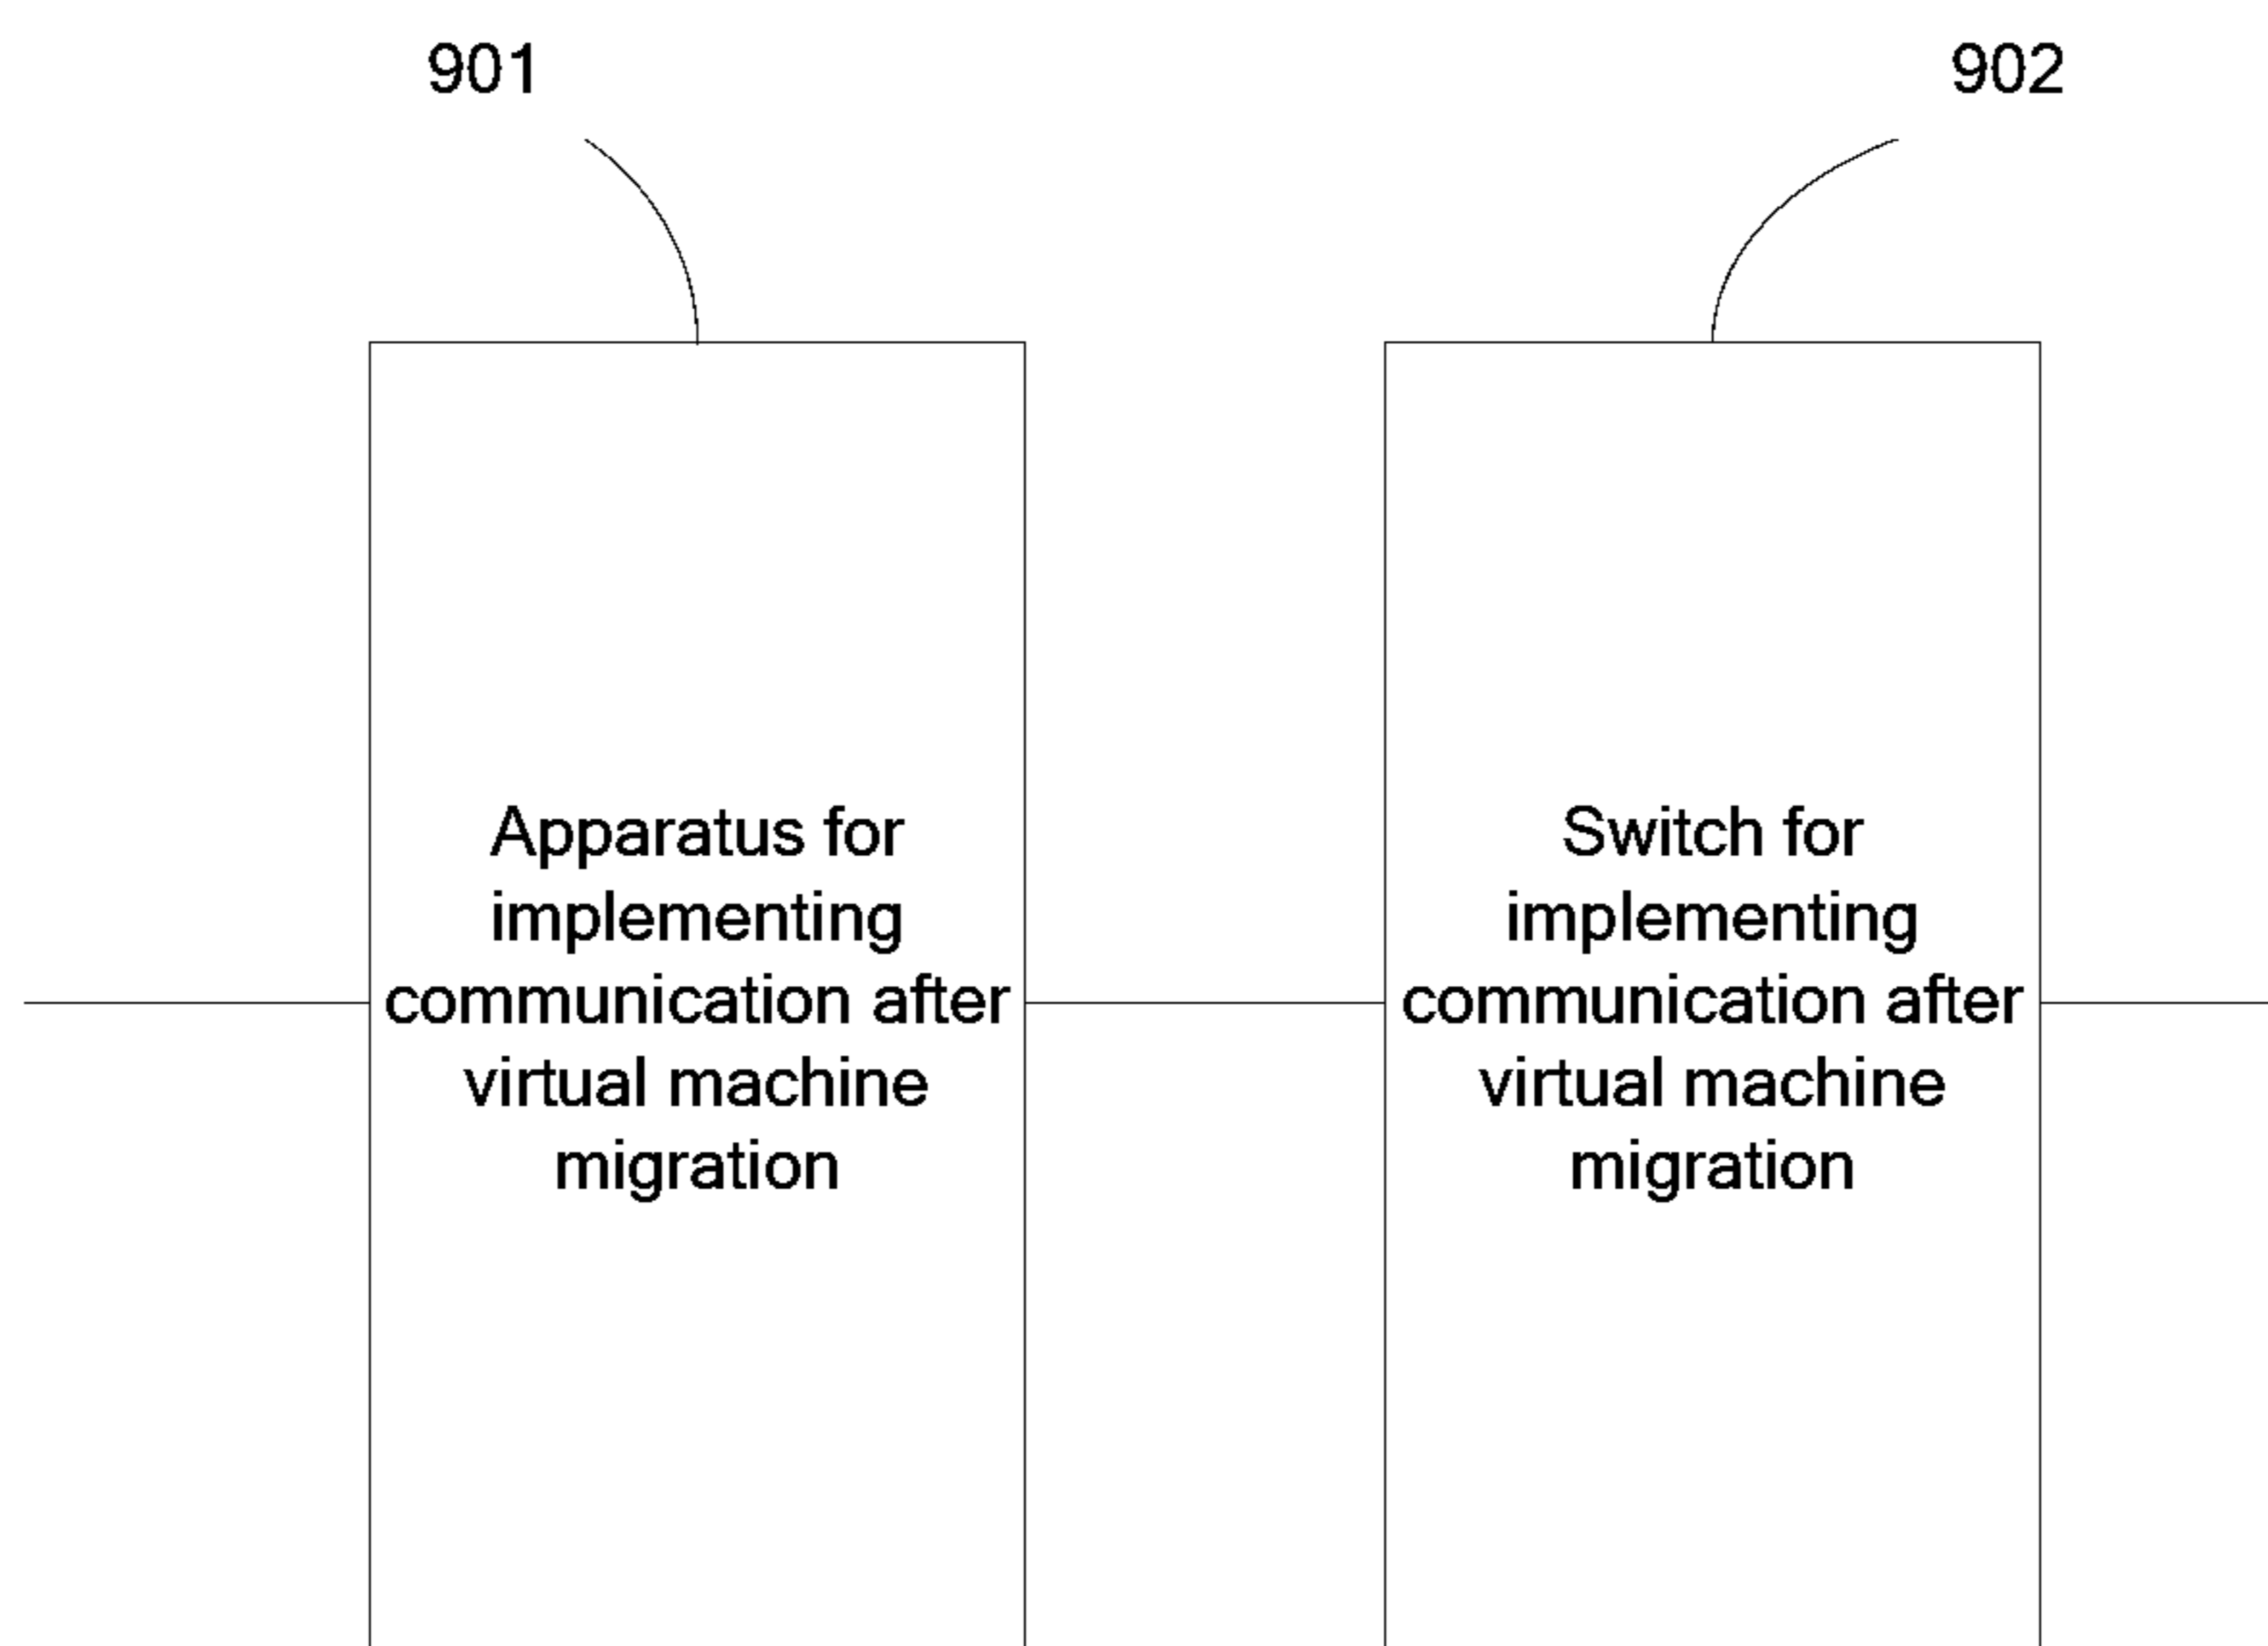 901
902
Apparatus for
implementing
communication after
virtual machine
migration
Switch for
implementing
communication after
virtual machine
migration